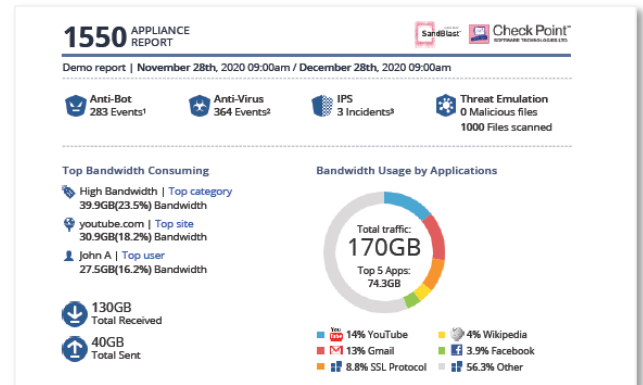 1550 APPLIANCE REPORT
SandBlast
Check Point
SOFTWARE TECHNOLOGIES LTD.
Demo report | November 28th, 2020 09:00am / December 28th, 2020 09:00am
Anti-Bot
283 Events¹
Anti-Virus
364 Events²
IPS
3 Incidents³
Threat Emulation
0 Malicious files
1000 Files scanned
Top Bandwidth Consuming
High Bandwidth | Top category
39.9GB(23.5%) Bandwidth
youtube.com | Top site
30.9GB(18.2%) Bandwidth
John A | Top user
27.5GB(16.2%) Bandwidth
130GB
Total Received
40GB
Total Sent
Bandwidth Usage by Applications
Total traffic:
170GB
Top 5 Apps:
74.3GB
You Tube 14% YouTube
4% Wikipedia
13% Gmail
3.9% Facebook
8.8% SSL Protocol
56.3% Other